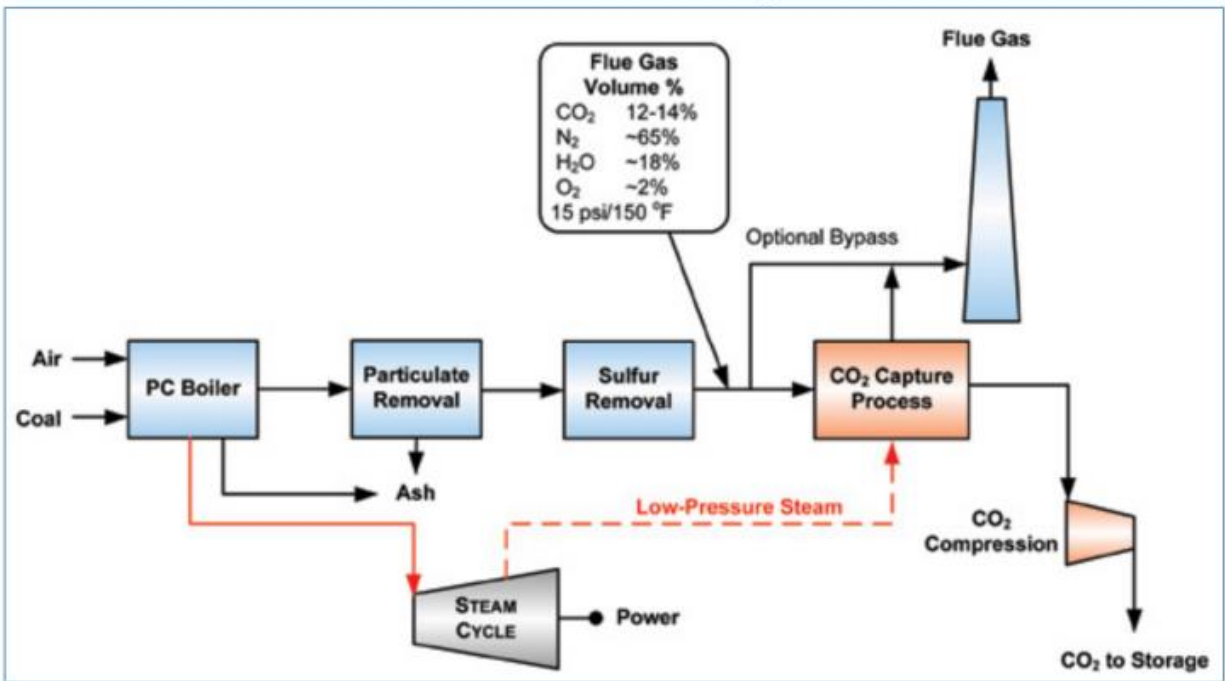 Flue Gas
Flue Gas
Volume %
CO₂ 12-14%
N₂ ~65%
H₂O ~18%
O₂ ~2%
15 psi/150 °F
Optional Bypass
Air
Coal
PC Boiler
Particulate
Removal
Sulfur
Removal
CO₂ Capture
Process
Ash
Low-Pressure Steam
CO₂
Compression
STEAM
CYCLE
Power
CO₂ to Storage